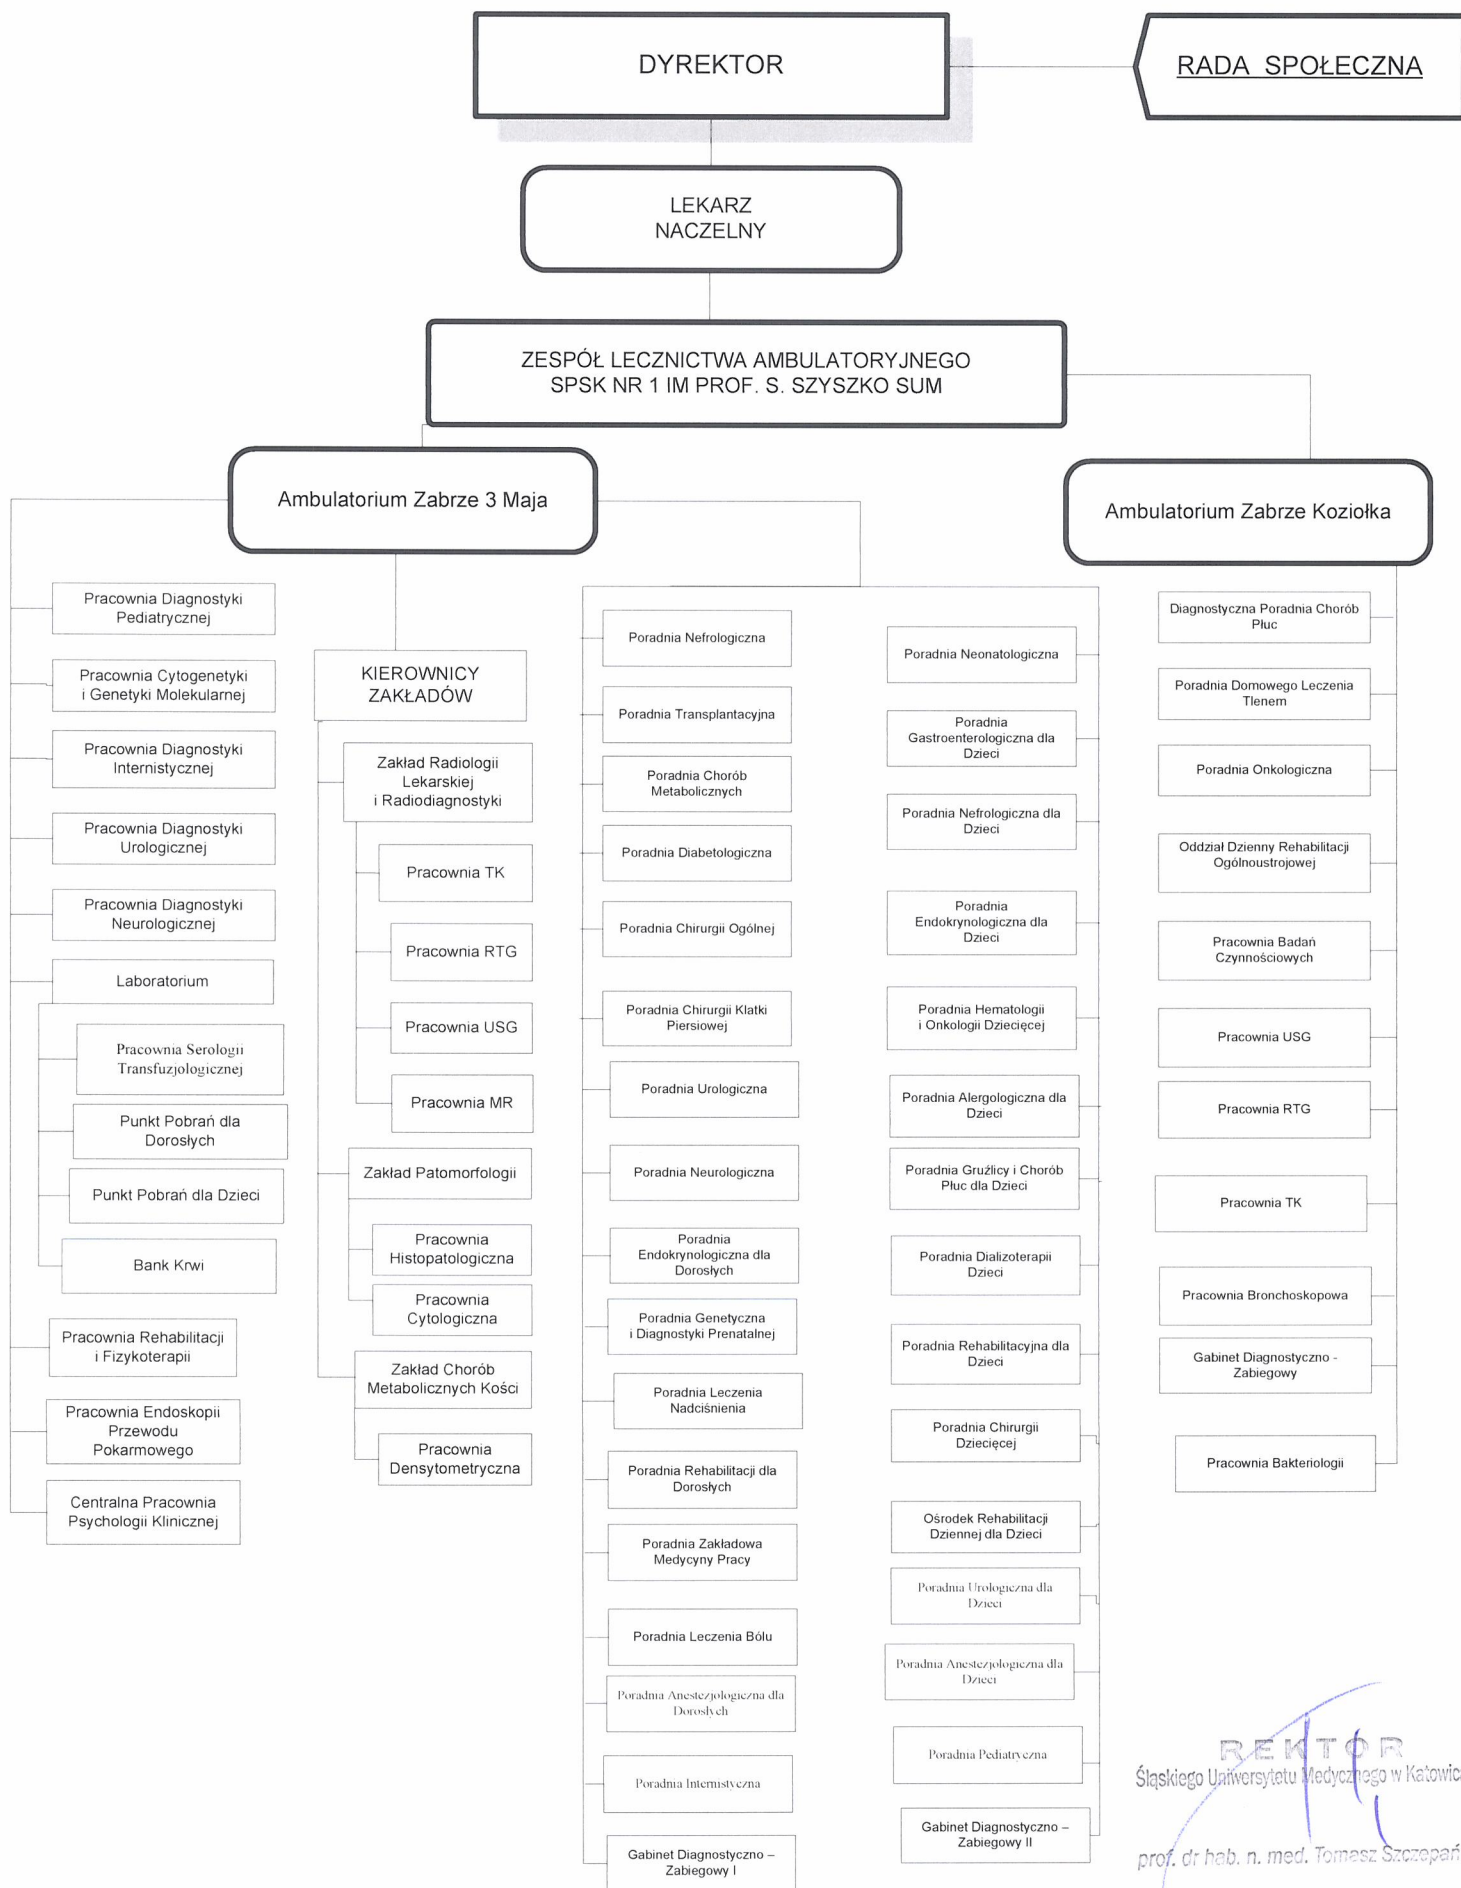 DYREKTOR
RADA SPOŁECZNA
LEKARZ
NACZELNY
ZESPÓŁ LECZNICTWA AMBULATORYJNEGO
SPSK NR 1 IM PROF. S. SZYSZKO SUM
Ambulatorium Zabrze 3 Maja
Ambulatorium Zabrze Koziołka
Pracownia Diagnostyki
Pediatrycznej
Pracownia Cytogenetyki
i Genetyki Molekularnej
Pracownia Diagnostyki
Internistycznej
Pracownia Diagnostyki
Urologicznej
Pracownia Diagnostyki
Neurologicznej
Laboratorium
Pracownia Serologii
Transfuzjologicznej
Punkt Pobrań dla
Dorosłych
Punkt Pobrań dla Dzieci
Bank Krwi
Pracownia Rehabilitacji
i Fizykoterapii
Pracownia Endoskopii
Przewodu
Pokarmowego
Centralna Pracownia
Psychologii Klinicznej
KIEROWNICY
ZAKŁADÓW
Zakład Radiologii
Lekarskiej
i Radiodiagnostyki
Pracownia TK
Pracownia RTG
Pracownia USG
Pracownia MR
Zakład Patomorfologii
Pracownia
Histopatologiczna
Pracownia
Cytologiczna
Zakład Chorób
Metabolicznych Kości
Pracownia
Densytometryczna
Poradnia Nefrologiczna
Poradnia Transplantacyjna
Poradnia Chorób
Metabolicznych
Poradnia Diabetologiczna
Poradnia Chirurgii Ogólnej
Poradnia Chirurgii Klatki
Piersiowej
Poradnia Urologiczna
Poradnia Neurologiczna
Poradnia
Endokrynologiczna dla
Dorosłych
Poradnia Genetyczna
i Diagnostyki Prenatalnej
Poradnia Leczenia
Nadciśnienia
Poradnia Rehabilitacji dla
Dorosłych
Poradnia Zakładowa
Medycyny Pracy
Poradnia Leczenia Bólu
Poradnia Anestezjologiczna dla
Dorosłych
Poradnia Internistyczna
Gabinet Diagnostyczno –
Zabiegowy I
Poradnia Neonatologiczna
Poradnia
Gastroenterologiczna dla
Dzieci
Poradnia Nefrologiczna dla
Dzieci
Poradnia
Endokrynologiczna dla
Dzieci
Poradnia Hematologii
i Onkologii Dziecięcej
Poradnia Alergologiczna dla
Dzieci
Poradnia Gruźlicy i Chorób
Płuc dla Dzieci
Poradnia Dializoterapii
Dzieci
Poradnia Rehabilitacyjna dla
Dzieci
Poradnia Chirurgii
Dziecięcej
Ośrodek Rehabilitacji
Dziennej dla Dzieci
Poradnia Urologiczna dla
Dzieci
Poradnia Anestezjologiczna dla
Dzieci
Poradnia Pediatryczna
Gabinet Diagnostyczno –
Zabiegowy II
Diagnostyczna Poradnia Chorób
Płuc
Poradnia Domowego Leczenia
Tlenem
Poradnia Onkologiczna
Oddział Dzienny Rehabilitacji
Ogólnoustrojowej
Pracownia Badań
Czynnościowych
Pracownia USG
Pracownia RTG
Pracownia TK
Pracownia Bronchoskopowa
Gabinet Diagnostyczno -
Zabiegowy
Pracownia Bakteriologii
REKTOR
Śląskiego Uniwersytetu Medycznego w Katowic
prof. dr hab. n. med. Tomasz Szczepań